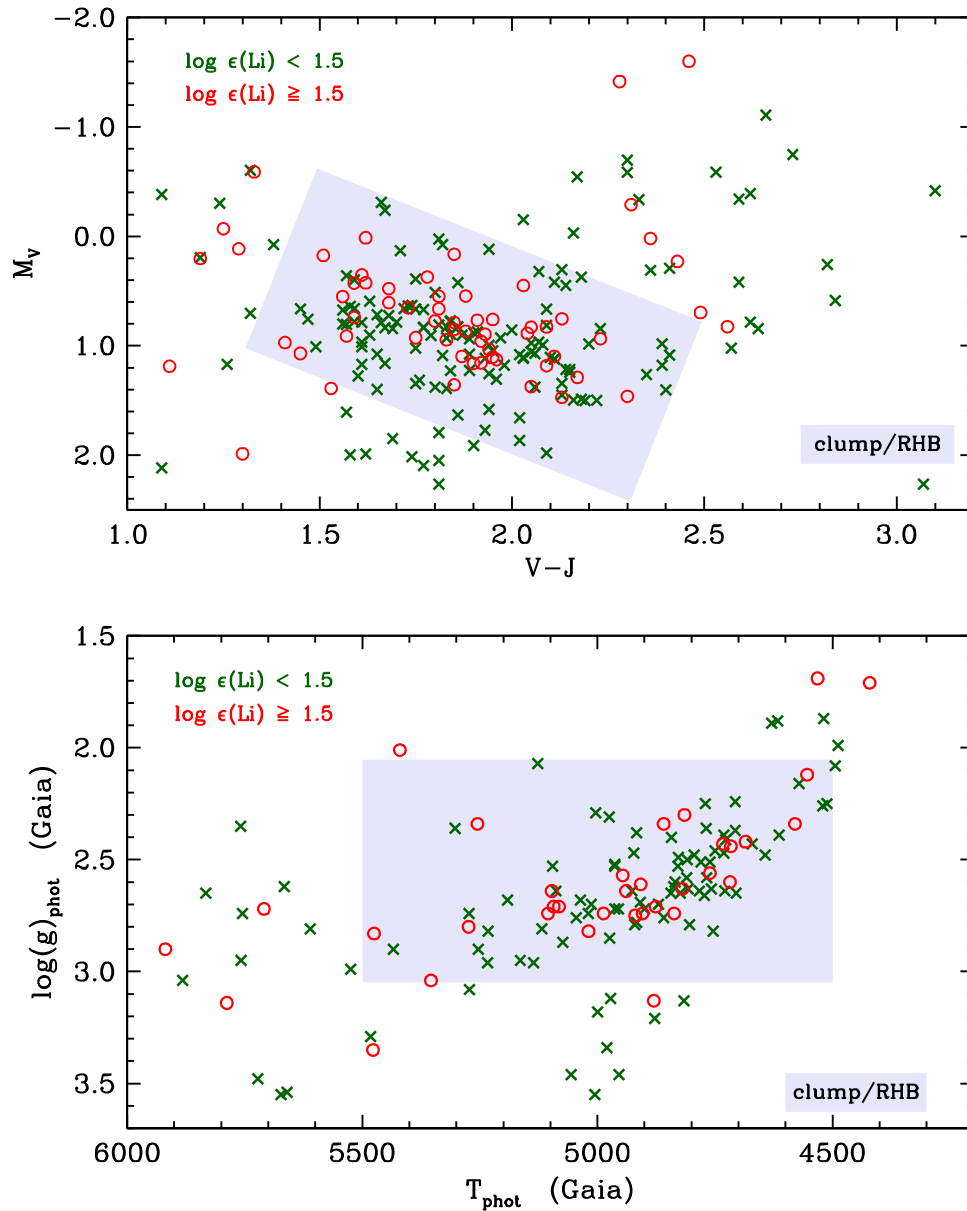 −2.0
−1.0
0.0
1.0
2.0
M_V
log ε(Li) < 1.5
log ε(Li) ≧ 1.5
clump/RHB
1.0 1.5 2.0 2.5 3.0
V−J
1.5
2.0
2.5
3.0
3.5
log(g)_phot (Gaia)
log ε(Li) < 1.5
log ε(Li) ≧ 1.5
clump/RHB
6000 5500 5000 4500
T_phot (Gaia)